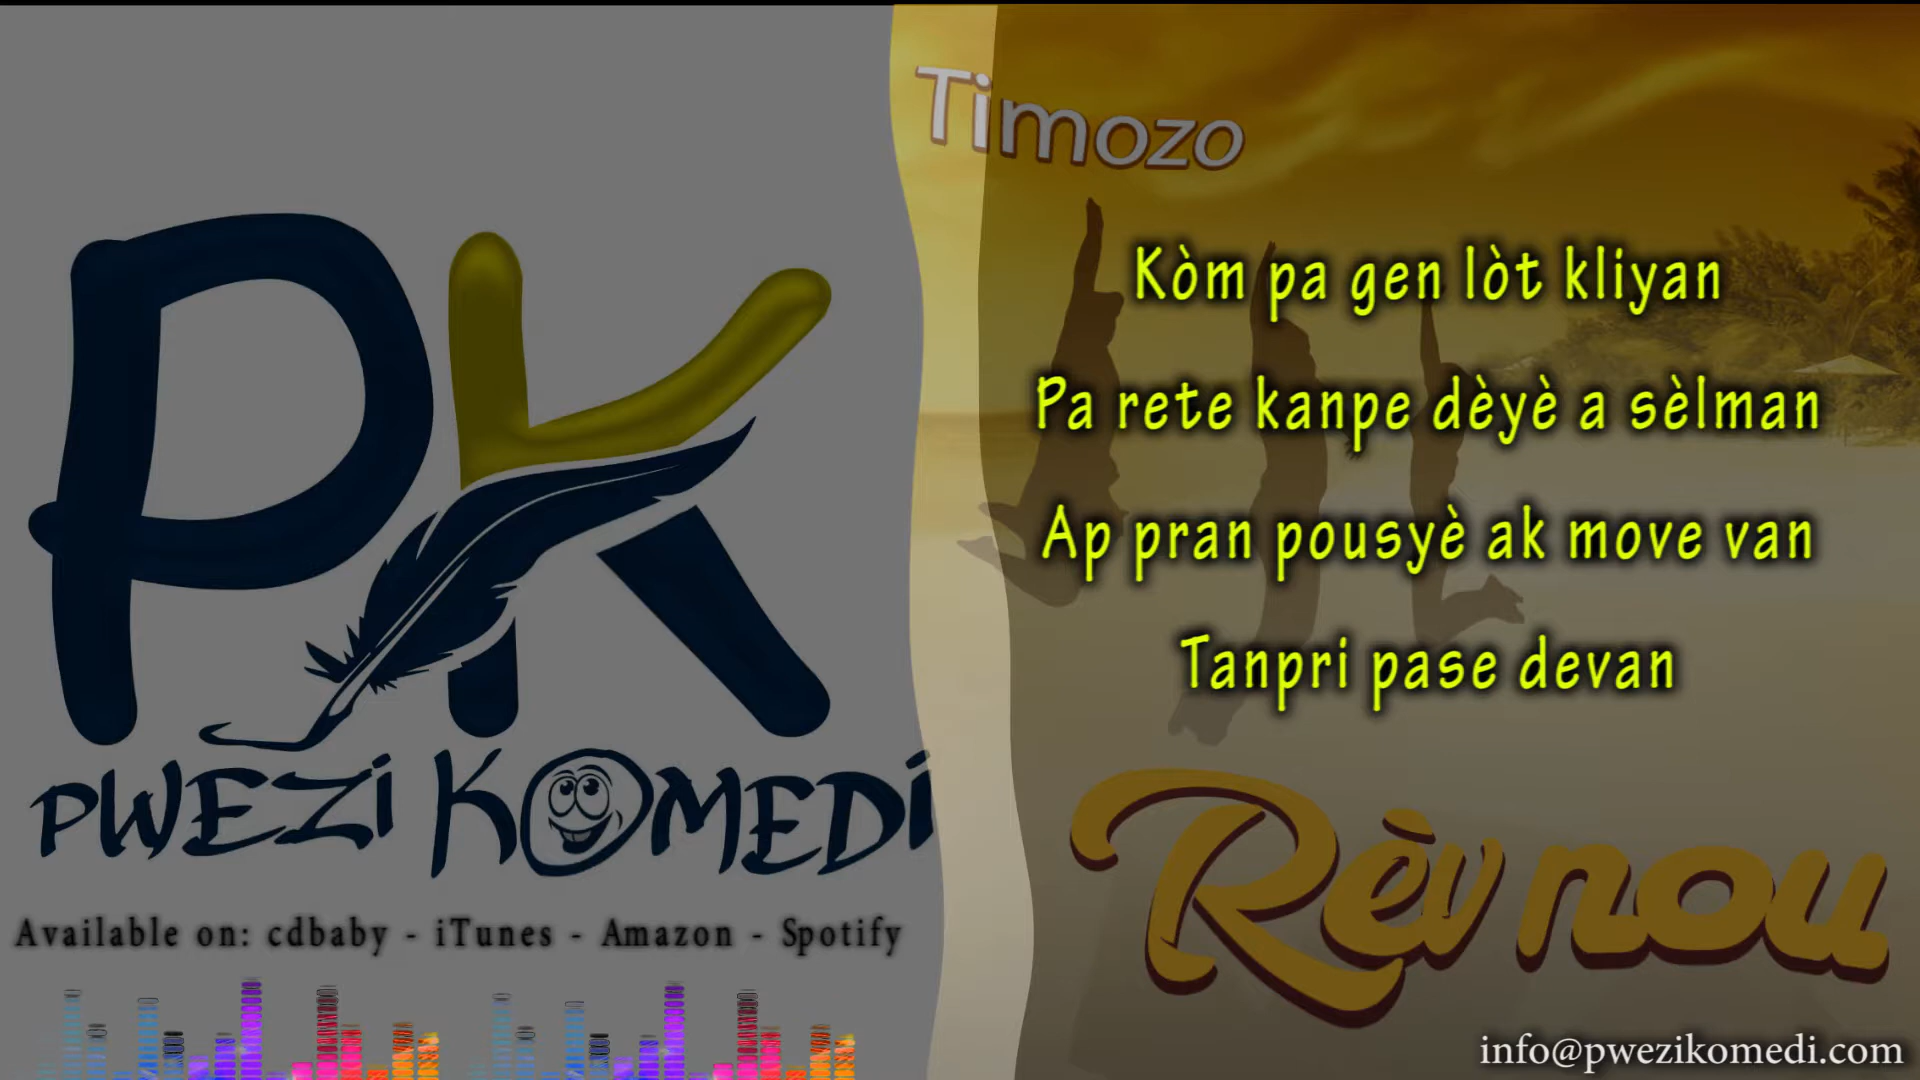 PK
PWEZI KOMEDI
Available on: cdbaby - iTunes - Amazon - Spotify
Timozo
Kòm pa gen lòt kliyan
Pa rete kanpe dèyè a sèlman
Ap pran pousyè ak move van
Tanpri pase devan
Rèv nou
info@pwezikomedi.com